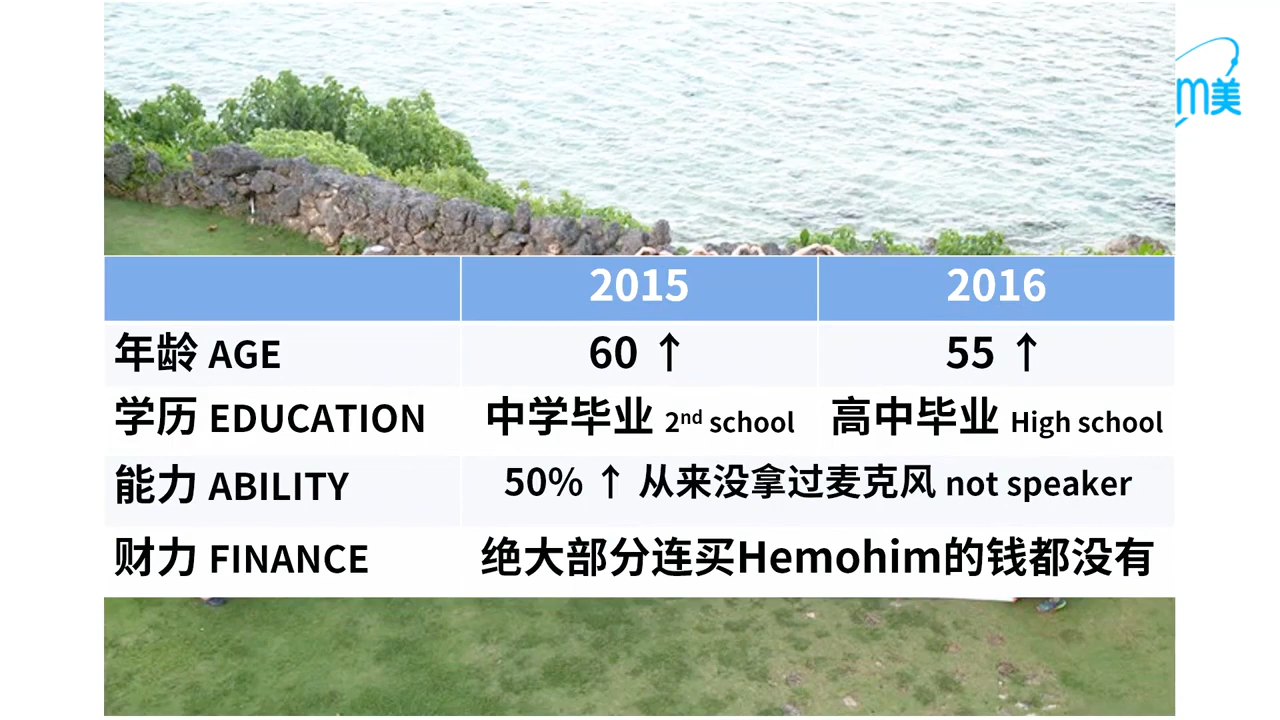 m美
2015 2016
年龄 AGE 60 ↑ 55 ↑
学历 EDUCATION 中学毕业 2nd school 高中毕业 High school
能力 ABILITY 50% ↑ 从来没拿过麦克风 not speaker
财力 FINANCE 绝大部分连买Hemohim的钱都没有